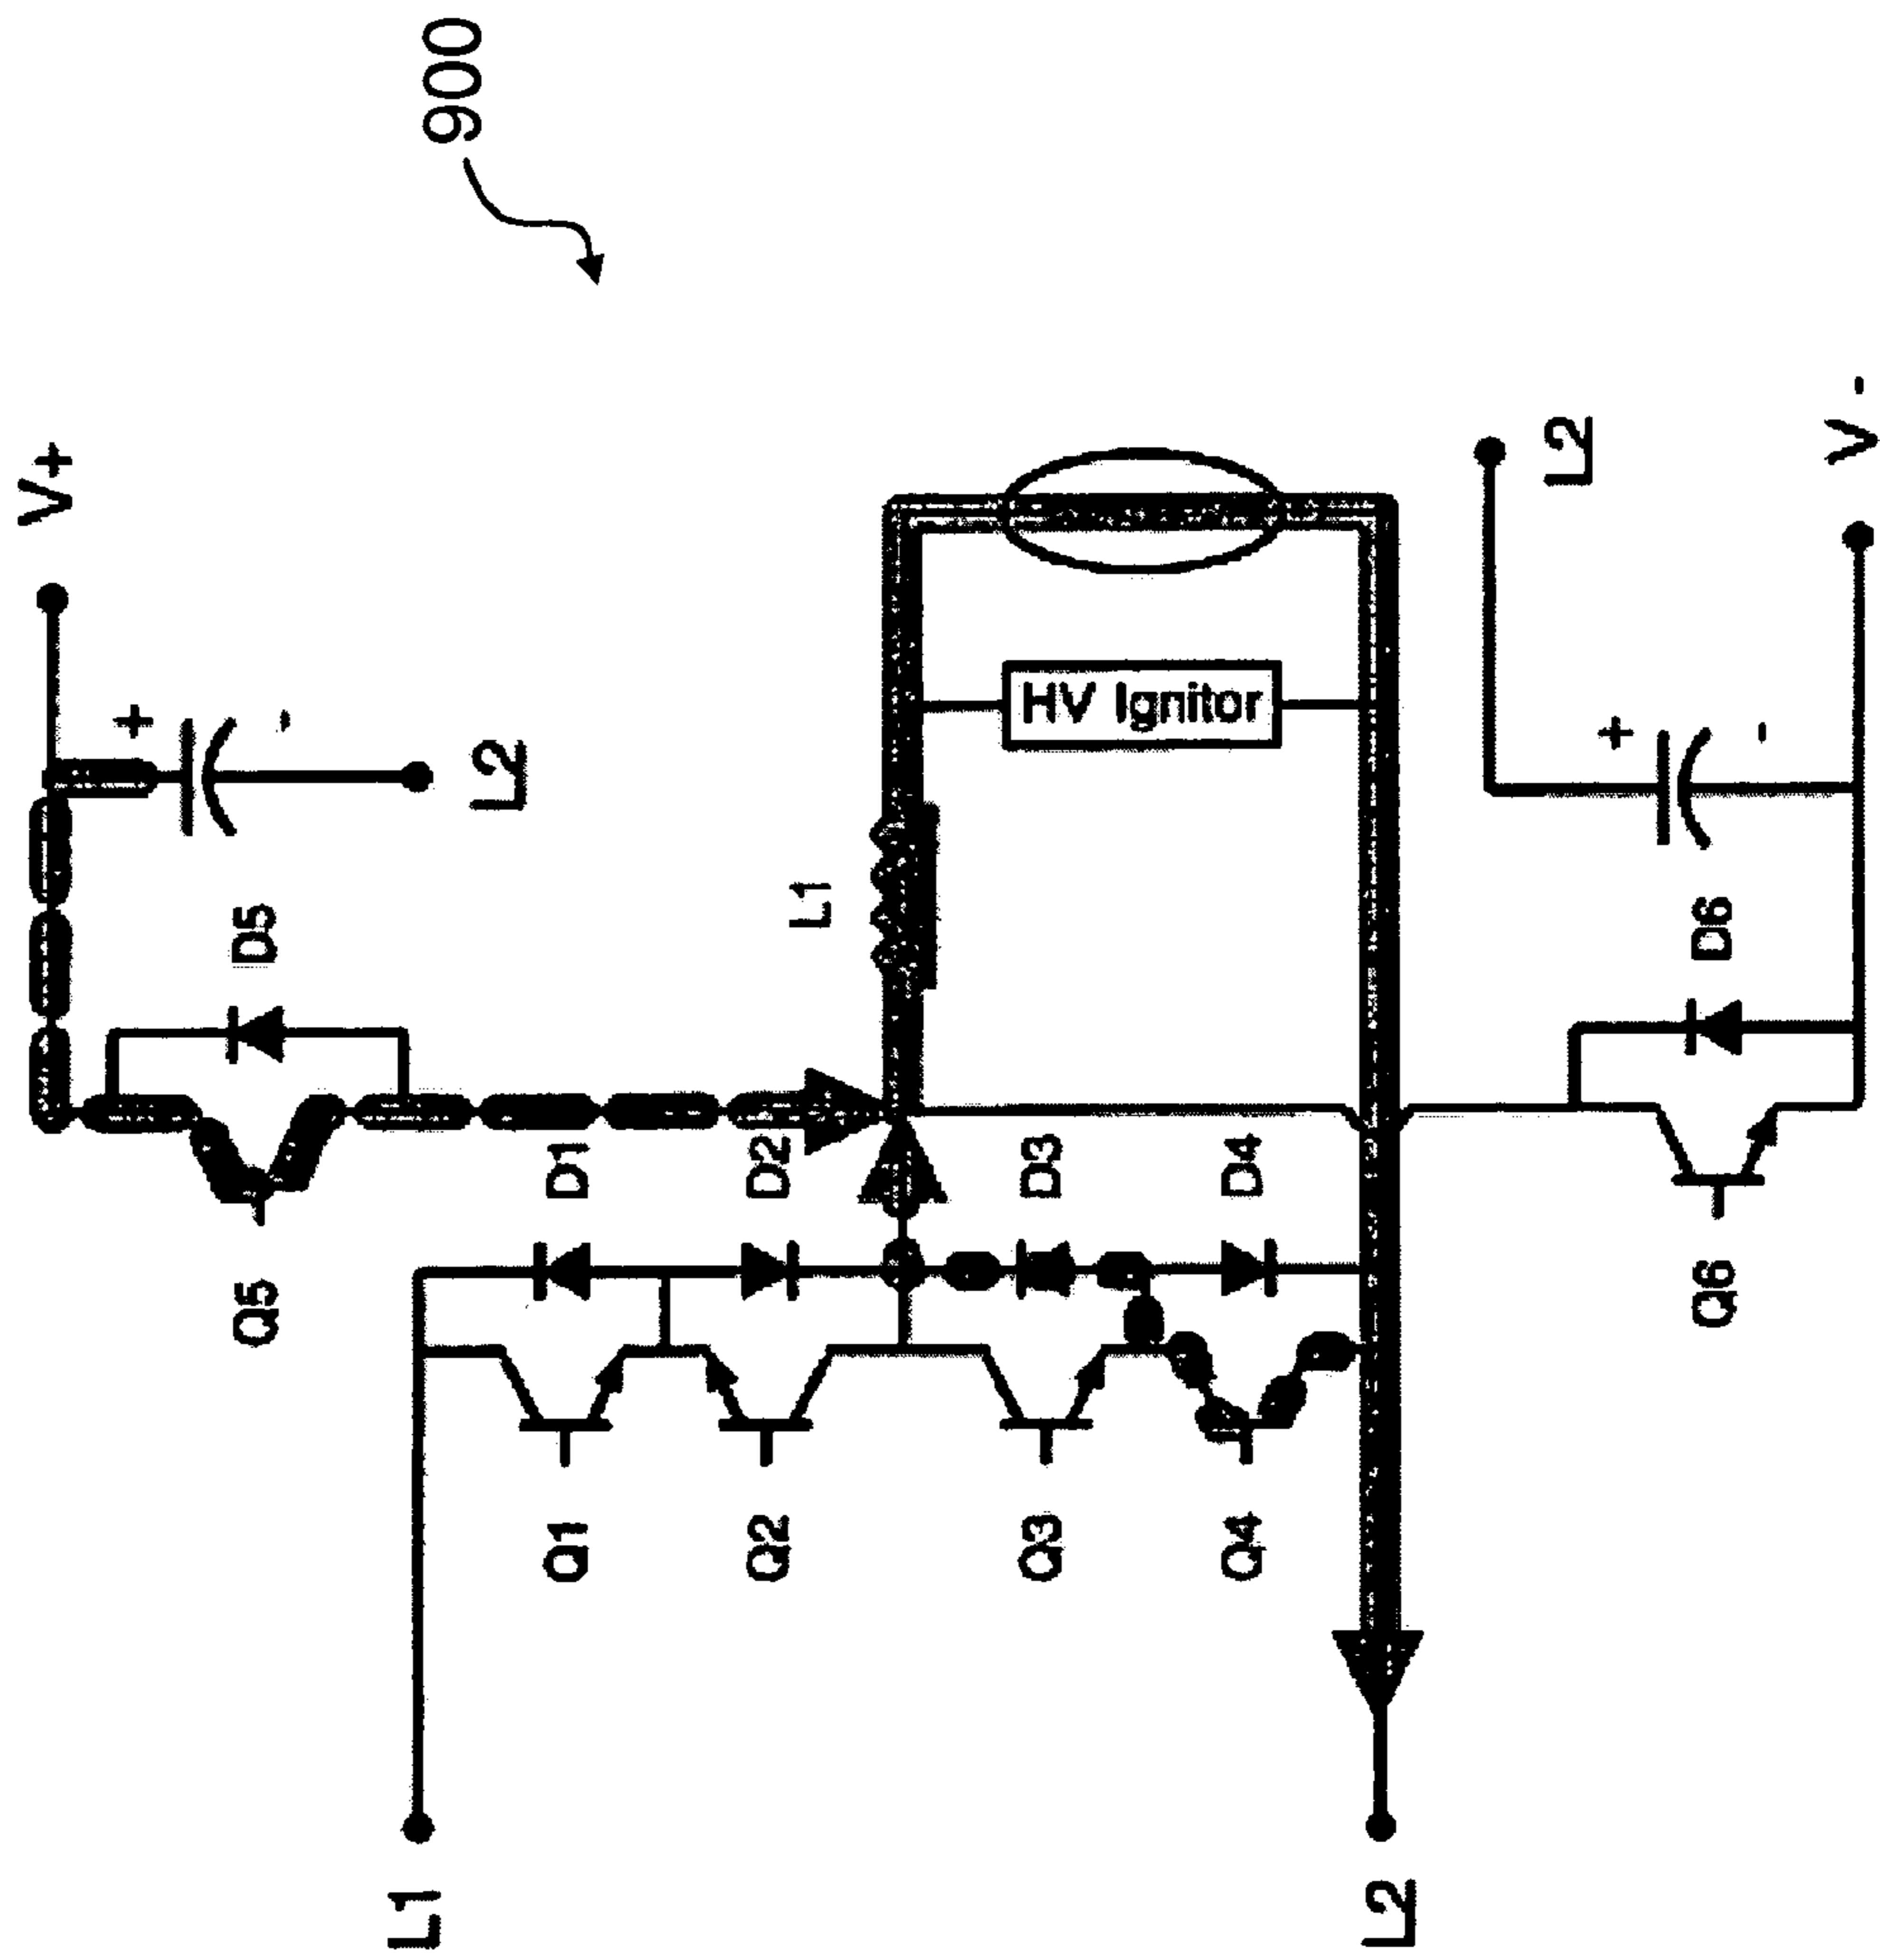 900
V+
+
-
L2
D5
Q5
L1
HV Ignitor
D1
D2
D3
D4
Q1
Q2
Q3
Q4
L1
L2
L2
+
-
D6
Q6
V -